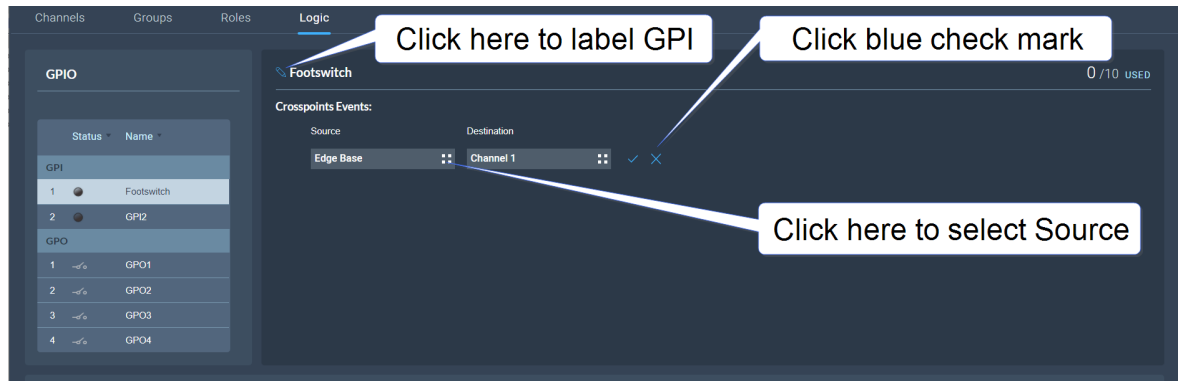 Channels Groups Roles Logic
Click here to label GPI
Click blue check mark
GPIO
Footswitch
0 /10 USED
Crosspoints Events:
Source Destination
Edge Base Channel 1
Status Name
GPI
1 Footswitch
2 GPI2
GPO
1 GPO1
2 GPO2
3 GPO3
4 GPO4
Click here to select Source